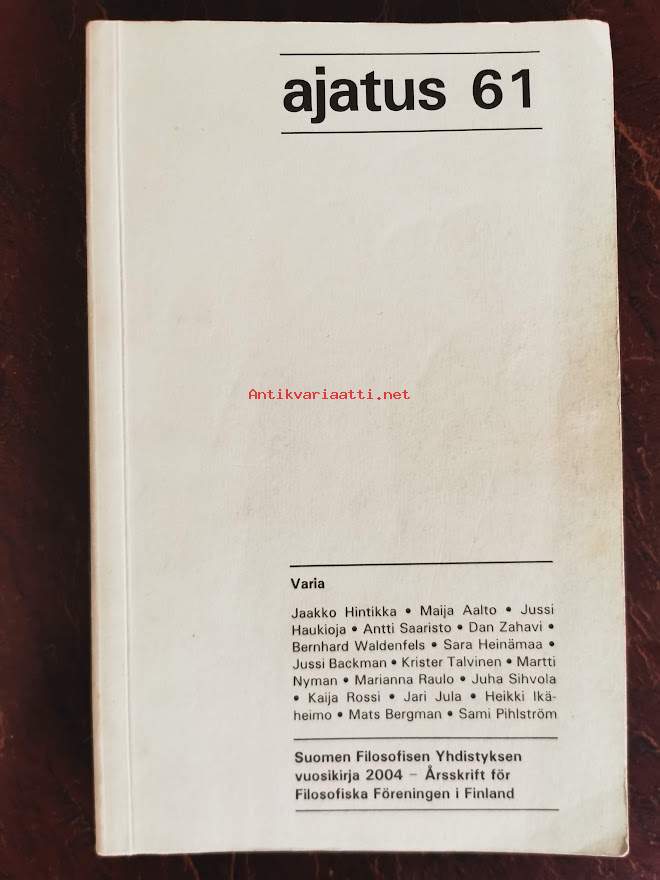 ajatus 61
Antikvariaatti.net
Varia
Jaakko Hintikka • Maija Aalto • Jussi
Haukioja • Antti Saaristo • Dan Zahavi •
Bernhard Waldenfels • Sara Heinämaa •
Jussi Backman • Krister Talvinen • Martti
Nyman • Marianna Raulo • Juha Sihvola
• Kaija Rossi • Jari Jula • Heikki Ikä-
heimo • Mats Bergman • Sami Pihlström
Suomen Filosofisen Yhdistyksen
vuosikirja 2004 – Årsskrift för
Filosofiska Föreningen i Finland